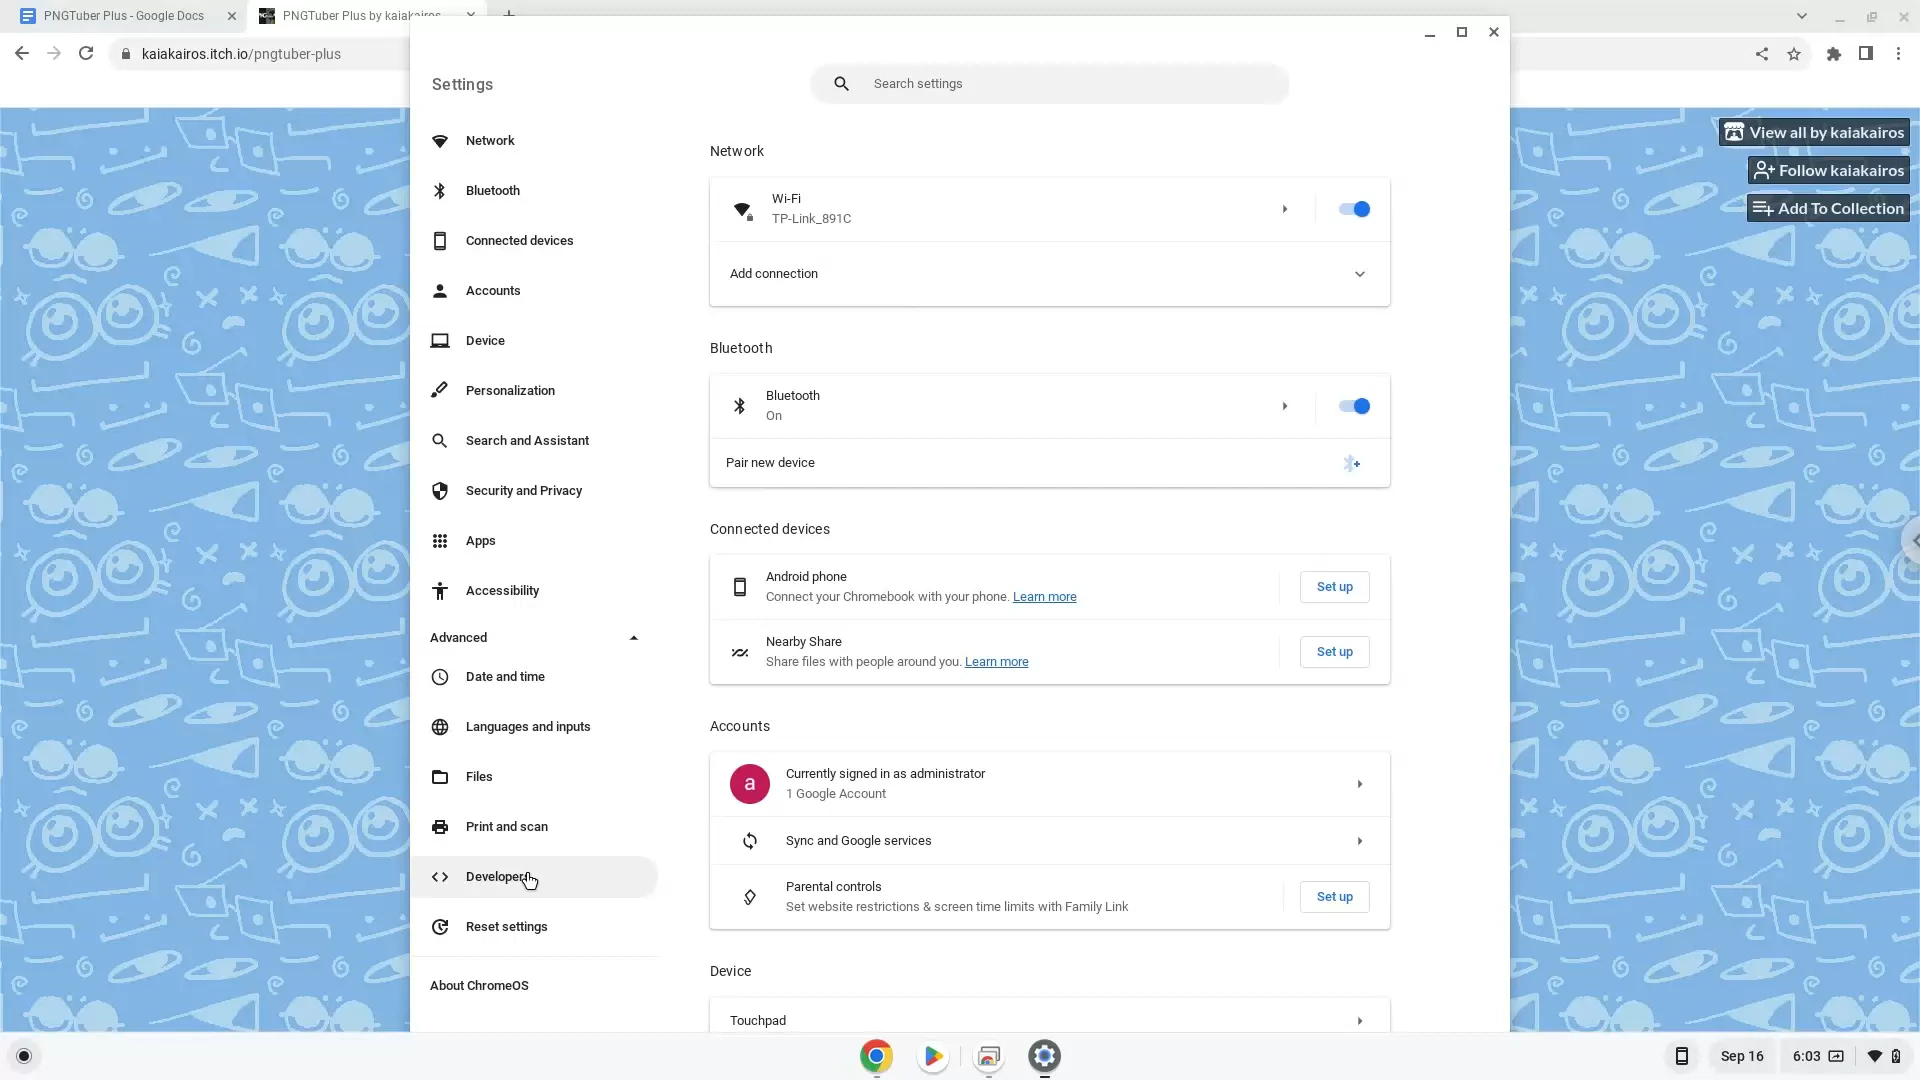 PNGTuber Plus - Google Docs
PNGTuber Plus by kaiakairos
kaiakairos.itch.io/pngtuber-plus
View all by kaiakairos
Follow kaiakairos
Add To Collection
Settings
Search settings
Network
Bluetooth
Connected devices
Accounts
Device
Personalization
Search and Assistant
Security and Privacy
Apps
Accessibility
Advanced
Date and time
Languages and inputs
Files
Print and scan
Developers
Reset settings
About ChromeOS
Network
Wi-Fi
TP-Link_891C
Add connection
Bluetooth
Bluetooth
On
Pair new device
Connected devices
Android phone
Connect your Chromebook with your phone. Learn more
Set up
Nearby Share
Share files with people around you. Learn more
Set up
Accounts
a
Currently signed in as administrator
1 Google Account
Sync and Google services
Parental controls
Set website restrictions & screen time limits with Family Link
Set up
Device
Touchpad
Sep 16
6:03